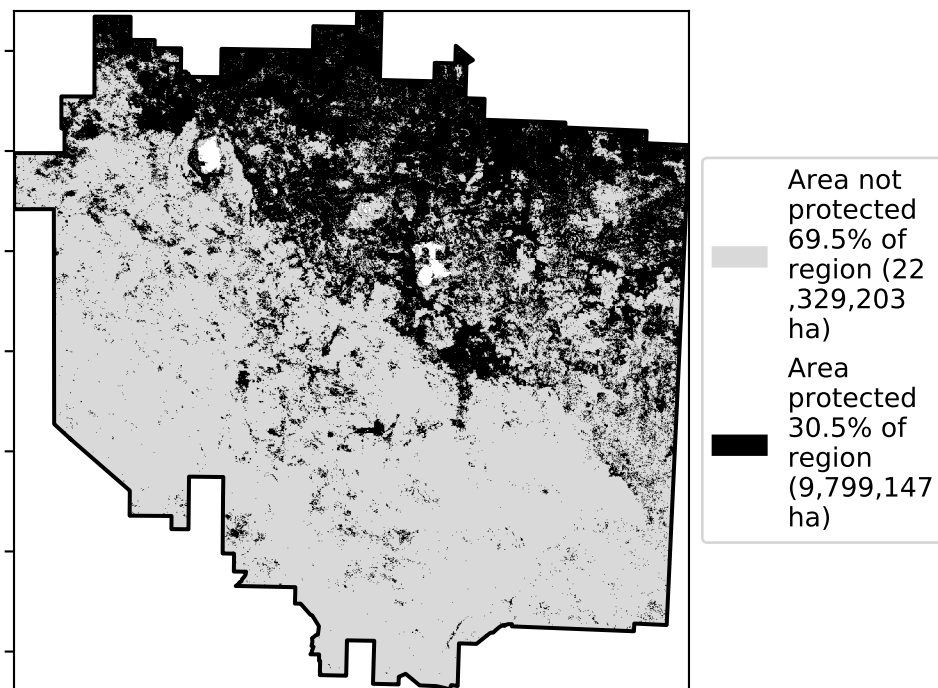 Area not
protected
69.5% of
region (22
,329,203
ha)
Area
protected
30.5% of
region
(9,799,147
ha)